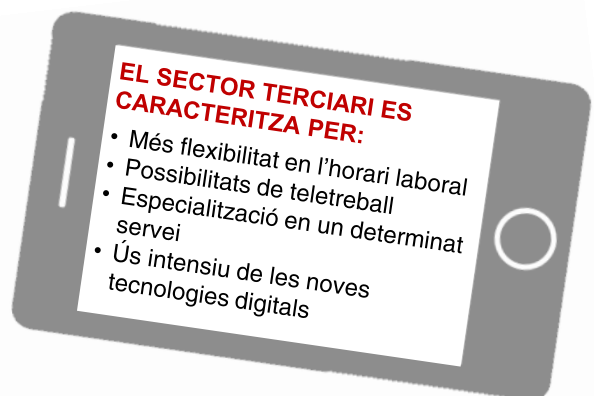 EL SECTOR TERCIARI ES
CARACTERITZA PER:
• Més flexibilitat en l’horari laboral
• Possibilitats de teletreball
• Especialització en un determinat
servei
• Ús intensiu de les noves
tecnologies digitals